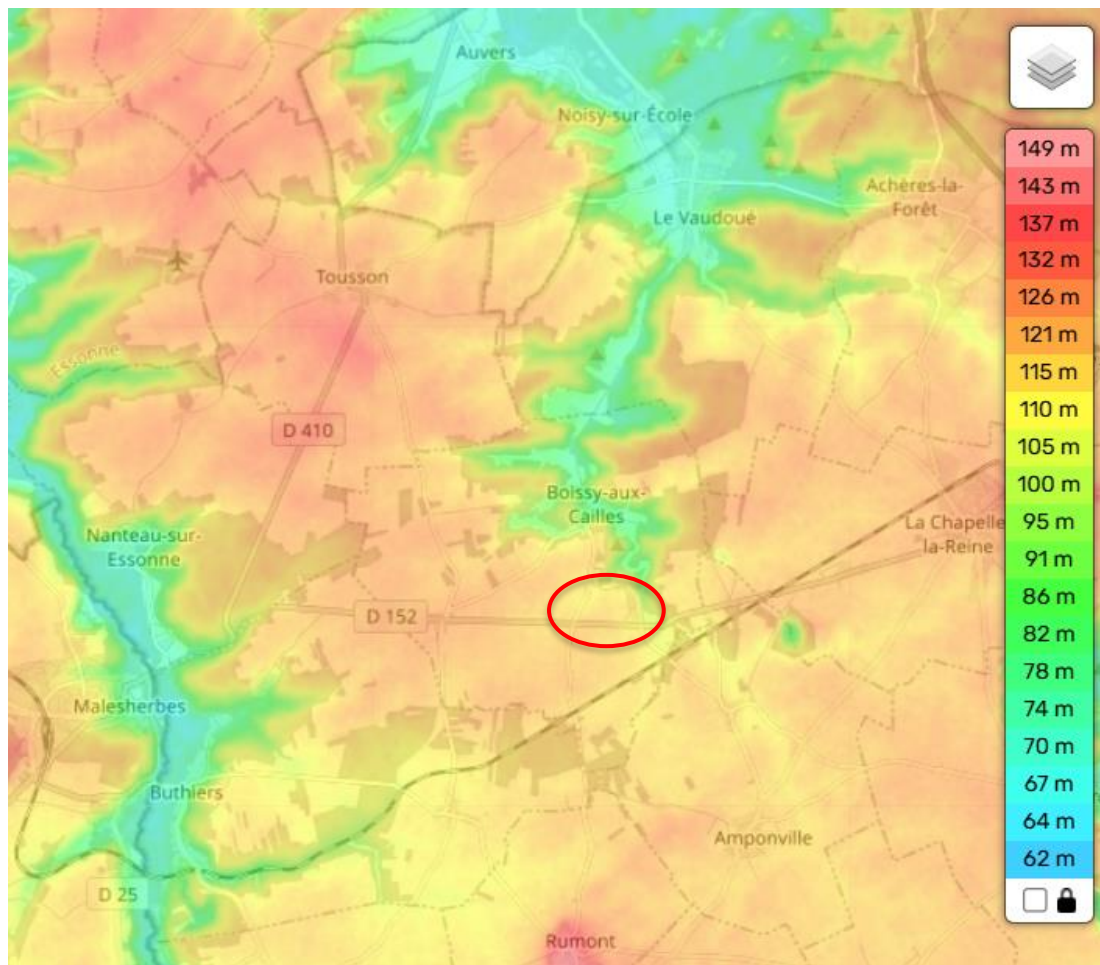 Auvers
Noisy-sur-École
Achères-la-
Forêt
Le Vaudoué
Tousson
Essonne
D 410
Boissy-aux-
Cailles
La Chapelle
la-Reine
Nanteau-sur-
Essonne
D 152
Malesherbes
Buthiers
Amponville
D 25
Rumont
149 m
143 m
137 m
132 m
126 m
121 m
115 m
110 m
105 m
100 m
95 m
91 m
86 m
82 m
78 m
74 m
70 m
67 m
64 m
62 m